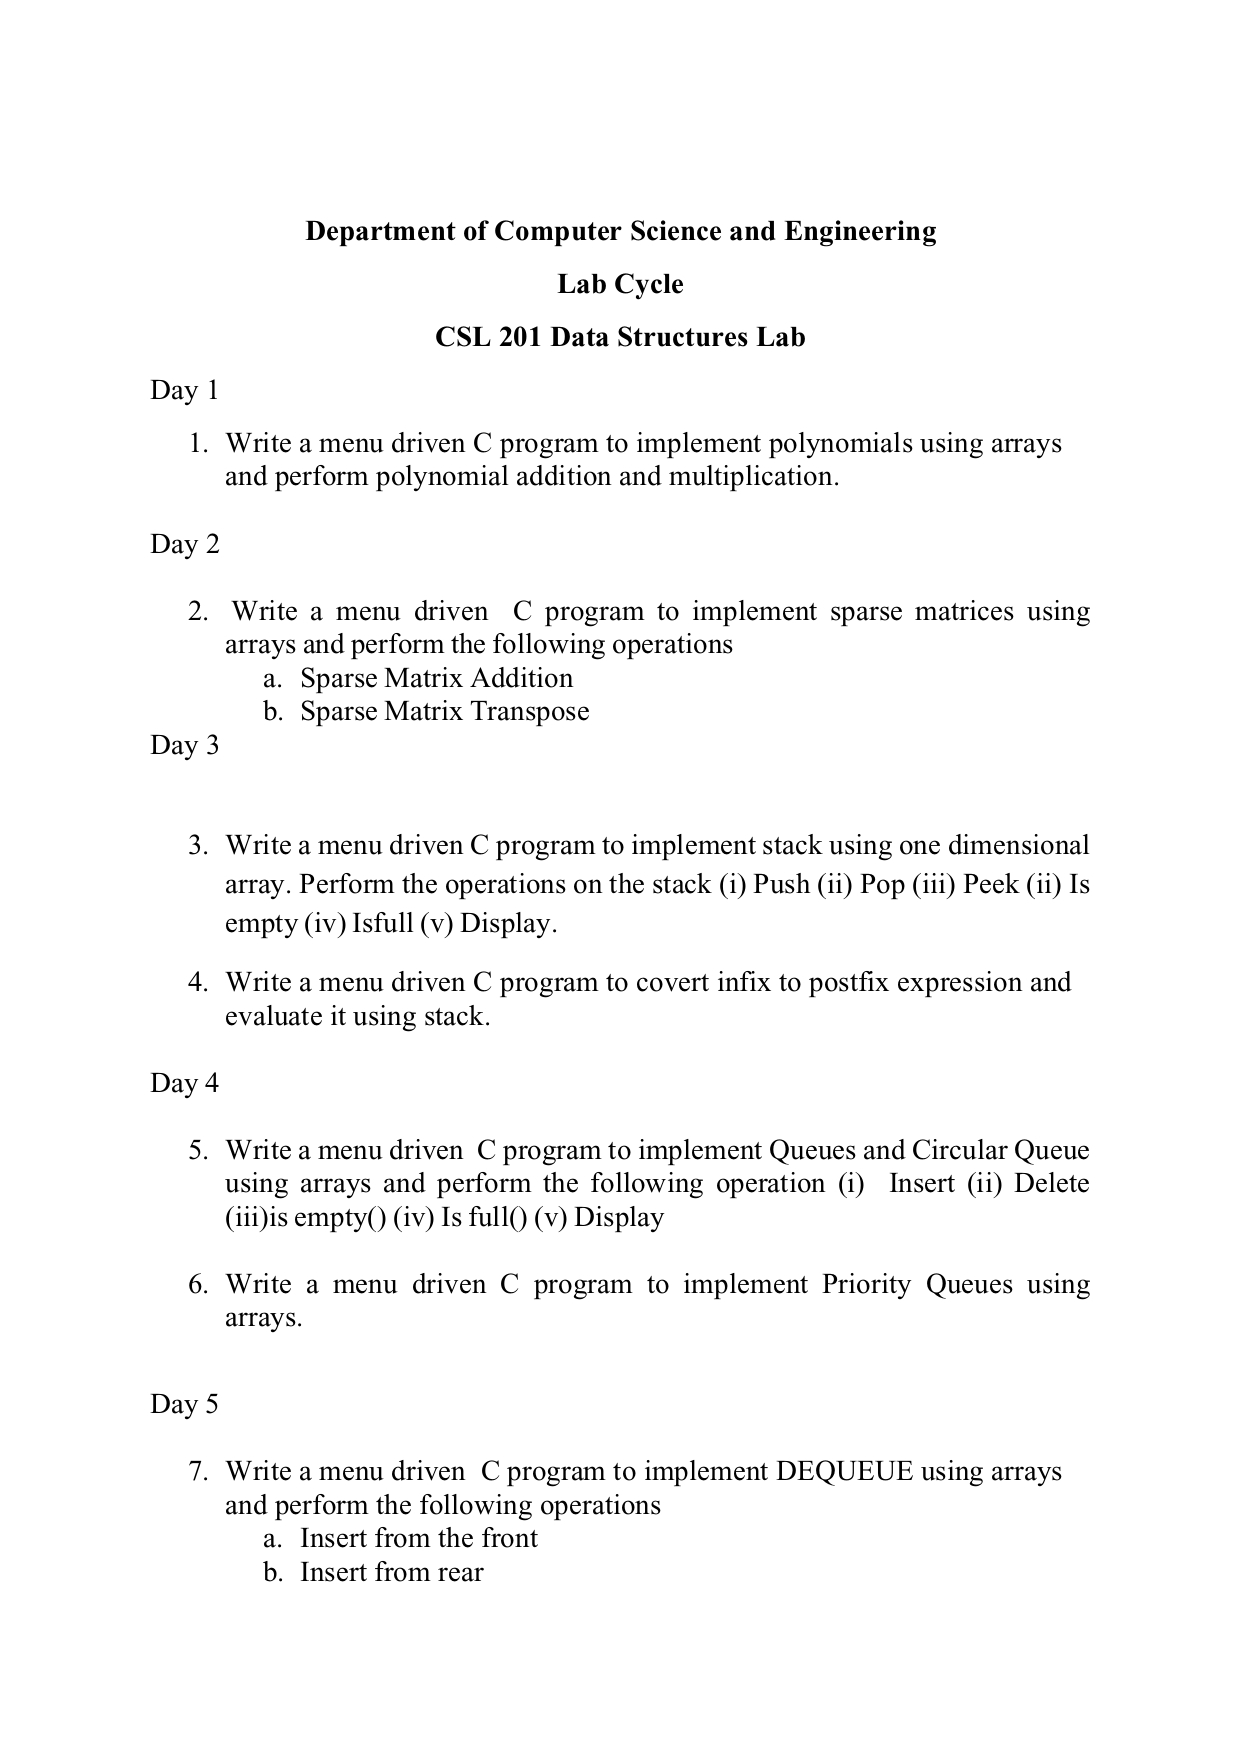 Department of Computer Science and Engineering
Lab Cycle
CSL 201 Data Structures Lab
Day 1
1. Write a menu driven C program to implement polynomials using arrays
and perform polynomial addition and multiplication.
Day 2
2. Write a menu driven C program to implement sparse matrices using
arrays and perform the following operations
a. Sparse Matrix Addition
b. Sparse Matrix Transpose
Day 3
3. Write a menu driven C program to implement stack using one dimensional
array. Perform the operations on the stack (i) Push (ii) Pop (iii) Peek (ii) Is
empty (iv) Isfull (v) Display.
4. Write a menu driven C program to covert infix to postfix expression and
evaluate it using stack.
Day 4
5. Write a menu driven C program to implement Queues and Circular Queue
using arrays and perform the following operation (i) Insert (ii) Delete
(iii)is empty() (iv) Is full() (v) Display
6. Write a menu driven C program to implement Priority Queues using
arrays.
Day 5
7. Write a menu driven C program to implement DEQUEUE using arrays
and perform the following operations
a. Insert from the front
b. Insert from rear